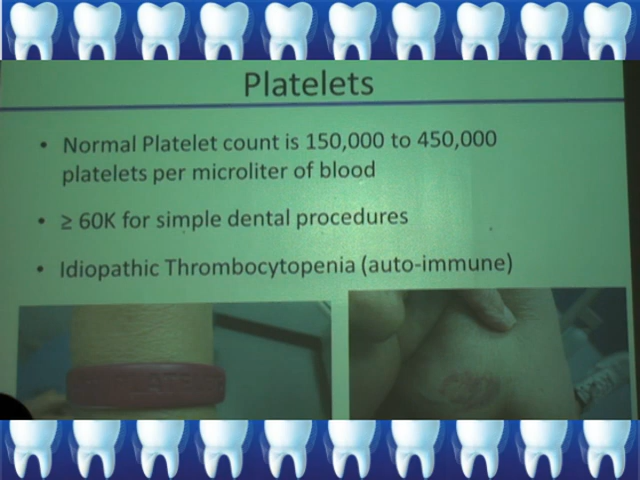 Platelets
• Normal Platelet count is 150,000 to 450,000
platelets per microliter of blood
• ≥ 60K for simple dental procedures
• Idiopathic Thrombocytopenia (auto-immune)